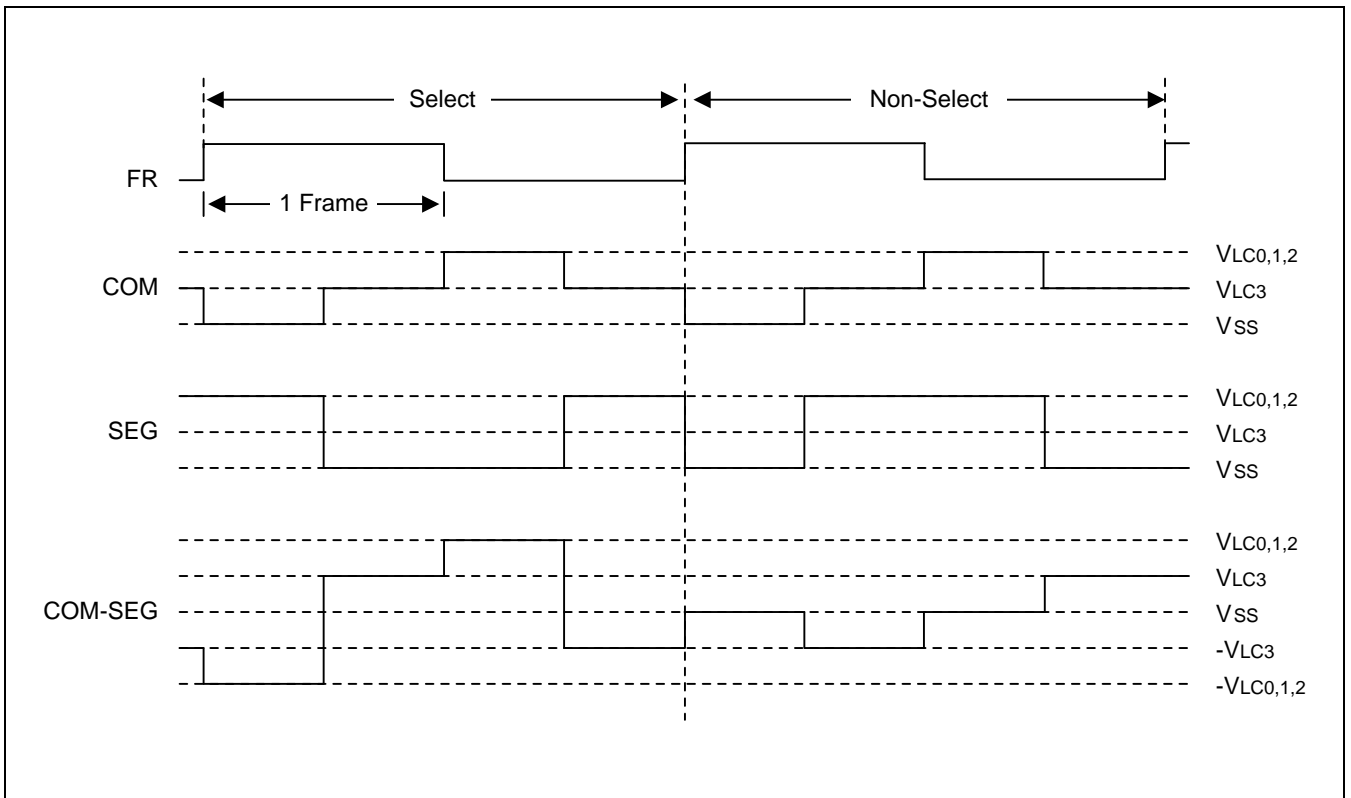 Select
Non-Select
FR
1 Frame
COM
VLC0,1,2
VLC3
VSS
SEG
VLC0,1,2
VLC3
VSS
COM-SEG
VLC0,1,2
VLC3
VSS
-VLC3
-VLC0,1,2